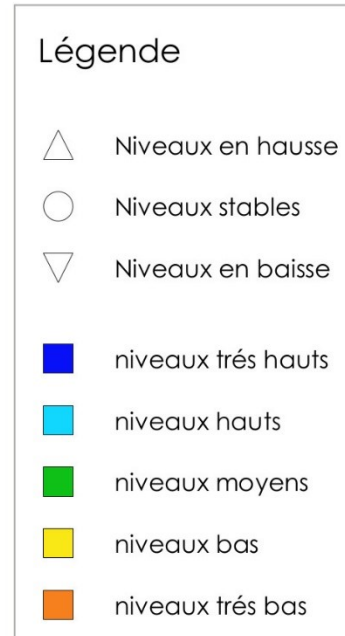 Légende
Niveaux en hausse
Niveaux stables
Niveaux en baisse
niveaux trés hauts
niveaux hauts
niveaux moyens
niveaux bas
niveaux trés bas